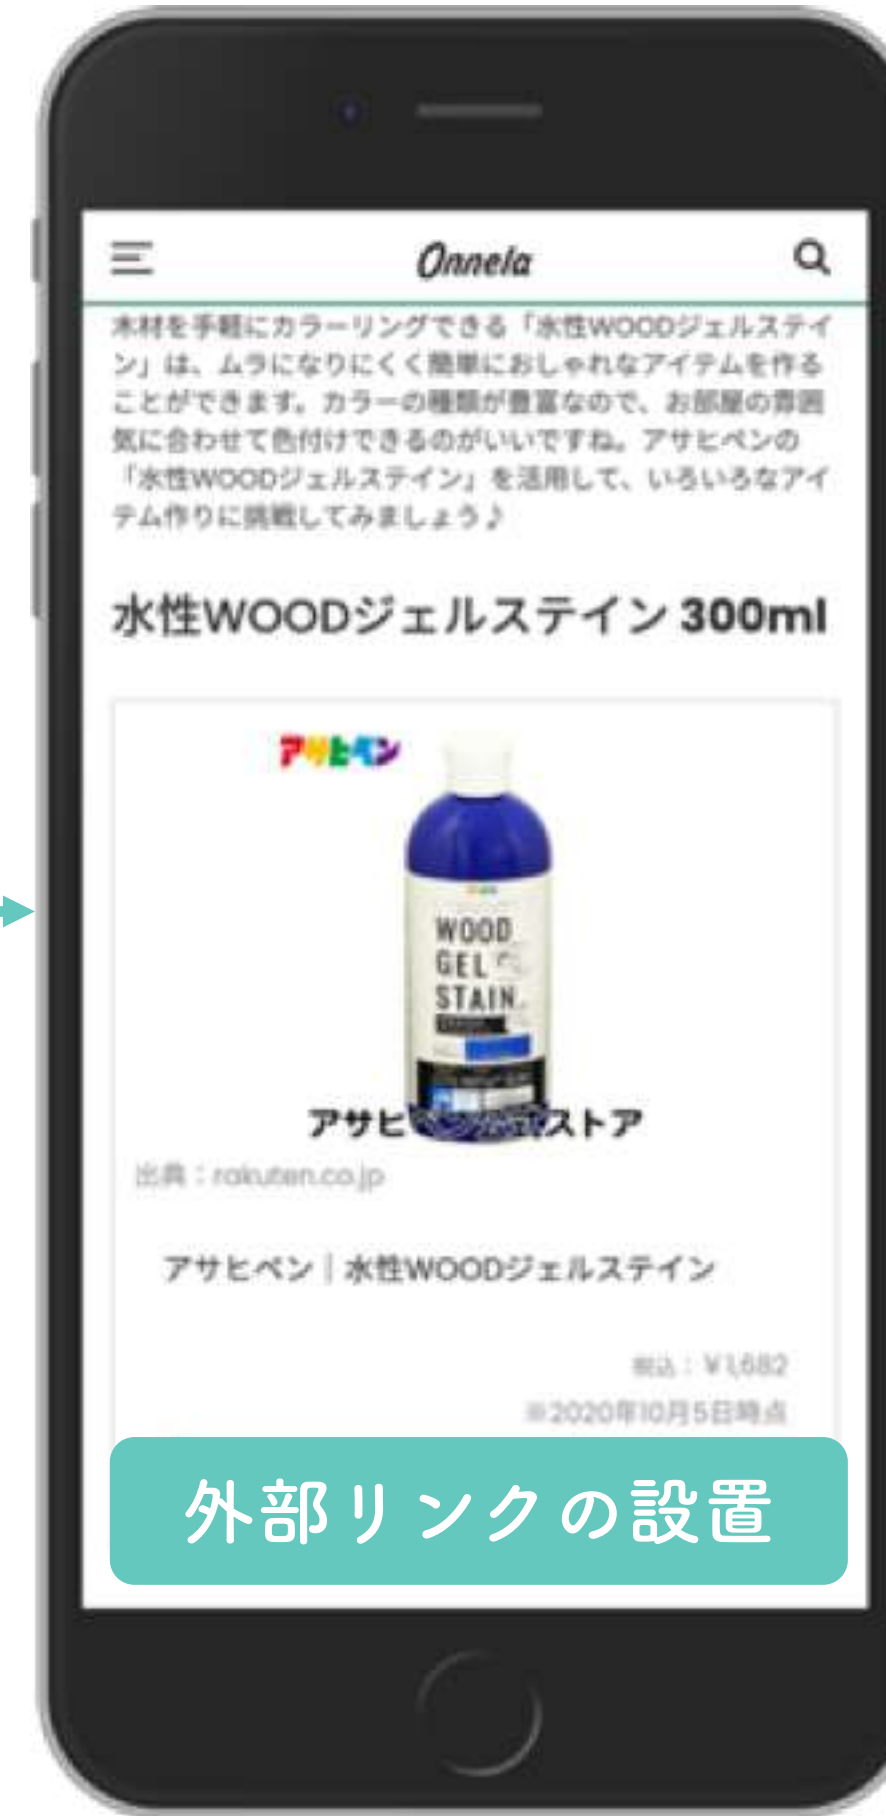 Onnela
木材を手軽にカラーリングできる「水性WOODジェルステイ
ン」は、ムラになりにくく簡単におしゃれなアイテムを作る
ことができます。カラーの種類が豊富なので、お部屋の雰囲
気に合わせて色付けできるのがいいですね。アサヒペンの
「水性WOODジェルステイン」を活用して、いろいろなアイ
テム作りに挑戦してみましょう♪
水性WOODジェルステイン 300ml
アサヒペン
WOOD
GEL
STAIN
アサヒ ストア
出典：rakuten.co.jp
アサヒペン｜水性WOODジェルステイン
税込：￥1,682
※2020年10月5日時点
外部リンクの設置